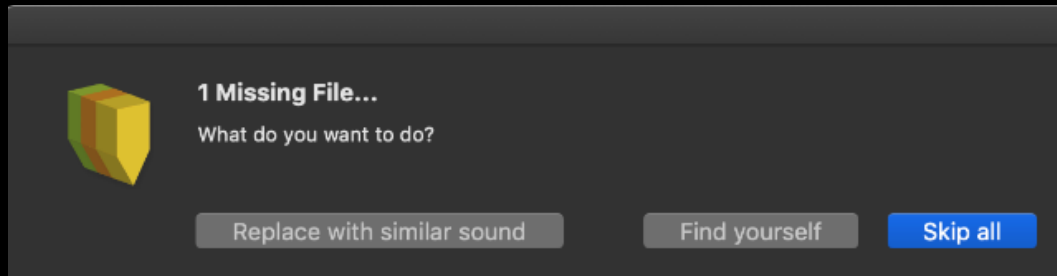 1 Missing File...
What do you want to do?
Replace with similar sound Find yourself Skip all